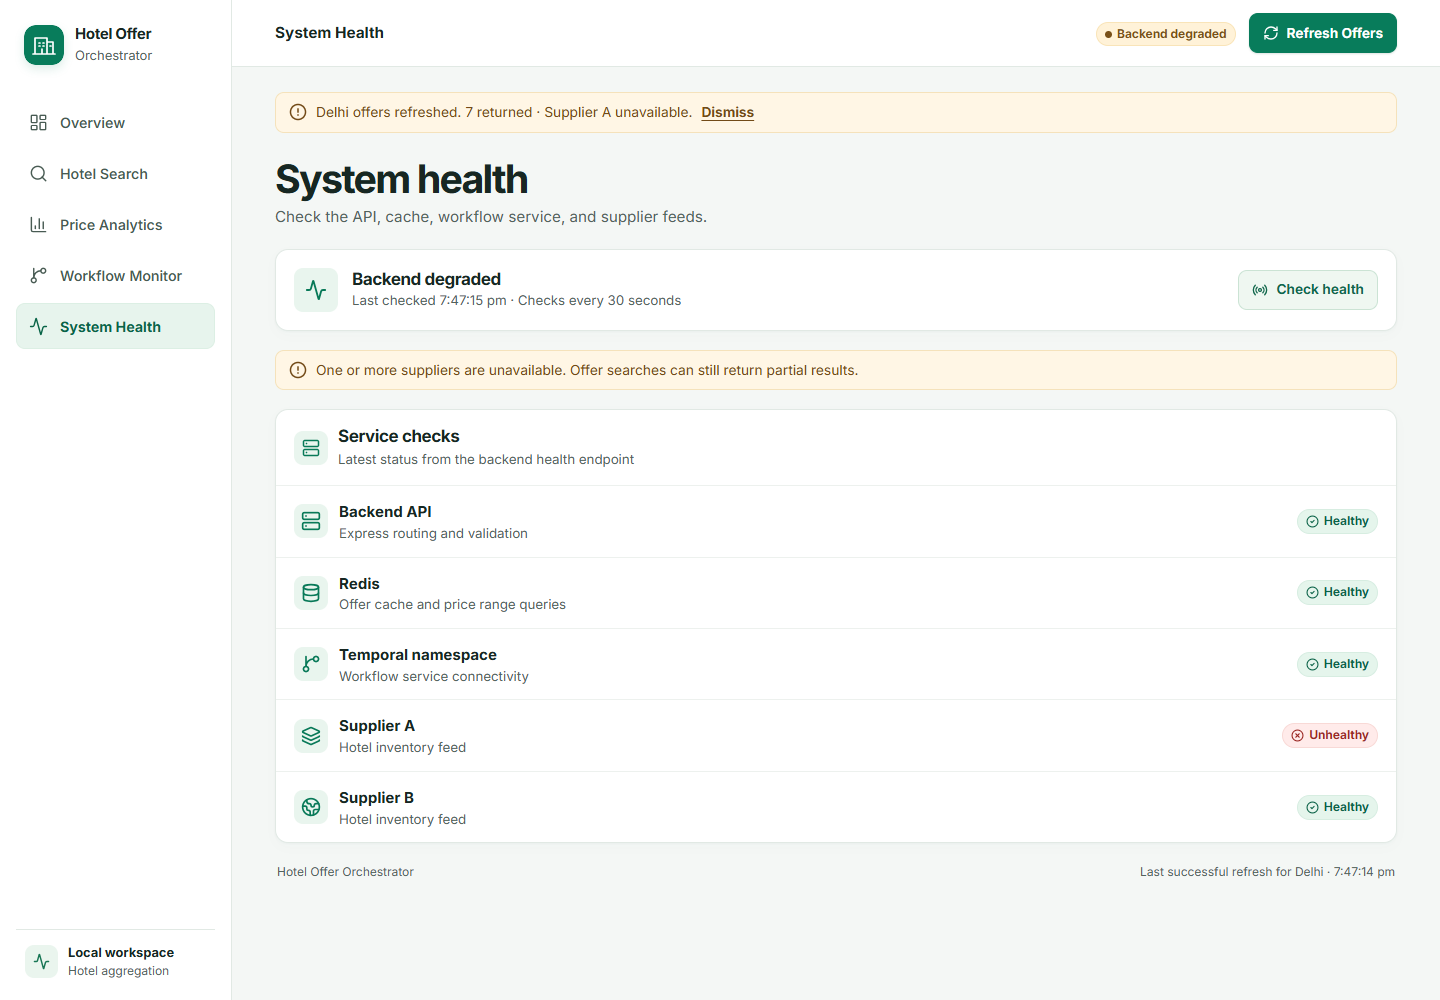 Hotel Offer
Orchestrator
Overview
Hotel Search
Price Analytics
Workflow Monitor
System Health
Local workspace
Hotel aggregation
System Health
Backend degraded
Refresh Offers
Delhi offers refreshed. 7 returned · Supplier A unavailable. Dismiss
System health
Check the API, cache, workflow service, and supplier feeds.
Backend degraded
Last checked 7:47:15 pm · Checks every 30 seconds
Check health
One or more suppliers are unavailable. Offer searches can still return partial results.
Service checks
Latest status from the backend health endpoint
Backend API
Express routing and validation
Healthy
Redis
Offer cache and price range queries
Healthy
Temporal namespace
Workflow service connectivity
Healthy
Supplier A
Hotel inventory feed
Unhealthy
Supplier B
Hotel inventory feed
Healthy
Hotel Offer Orchestrator
Last successful refresh for Delhi · 7:47:14 pm